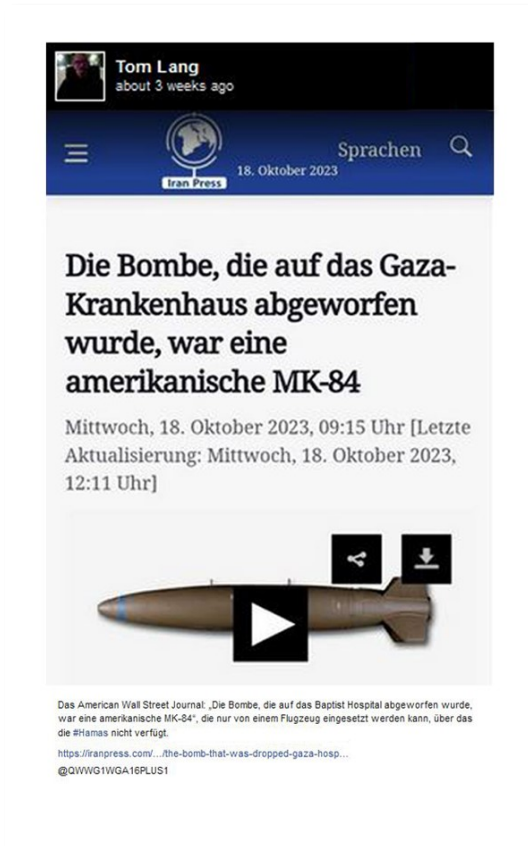 Tom Lang
about 3 weeks ago
Iran Press
18. Oktober 2023
Sprachen
Die Bombe, die auf das Gaza-
Krankenhaus abgeworfen
wurde, war eine
amerikanische MK-84
Mittwoch, 18. Oktober 2023, 09:15 Uhr [Letzte
Aktualisierung: Mittwoch, 18. Oktober 2023,
12:11 Uhr]
Das American Wall Street Journal: „Die Bombe, die auf das Baptist Hospital abgeworfen wurde,
war eine amerikanische MK-84“, die nur von einem Flugzeug eingesetzt werden kann, über das
die #Hamas nicht verfügt.
https://iranpress.com/…/the-bomb-that-was-dropped-gaza-hosp…
@QWWG1WGA16PLUS1